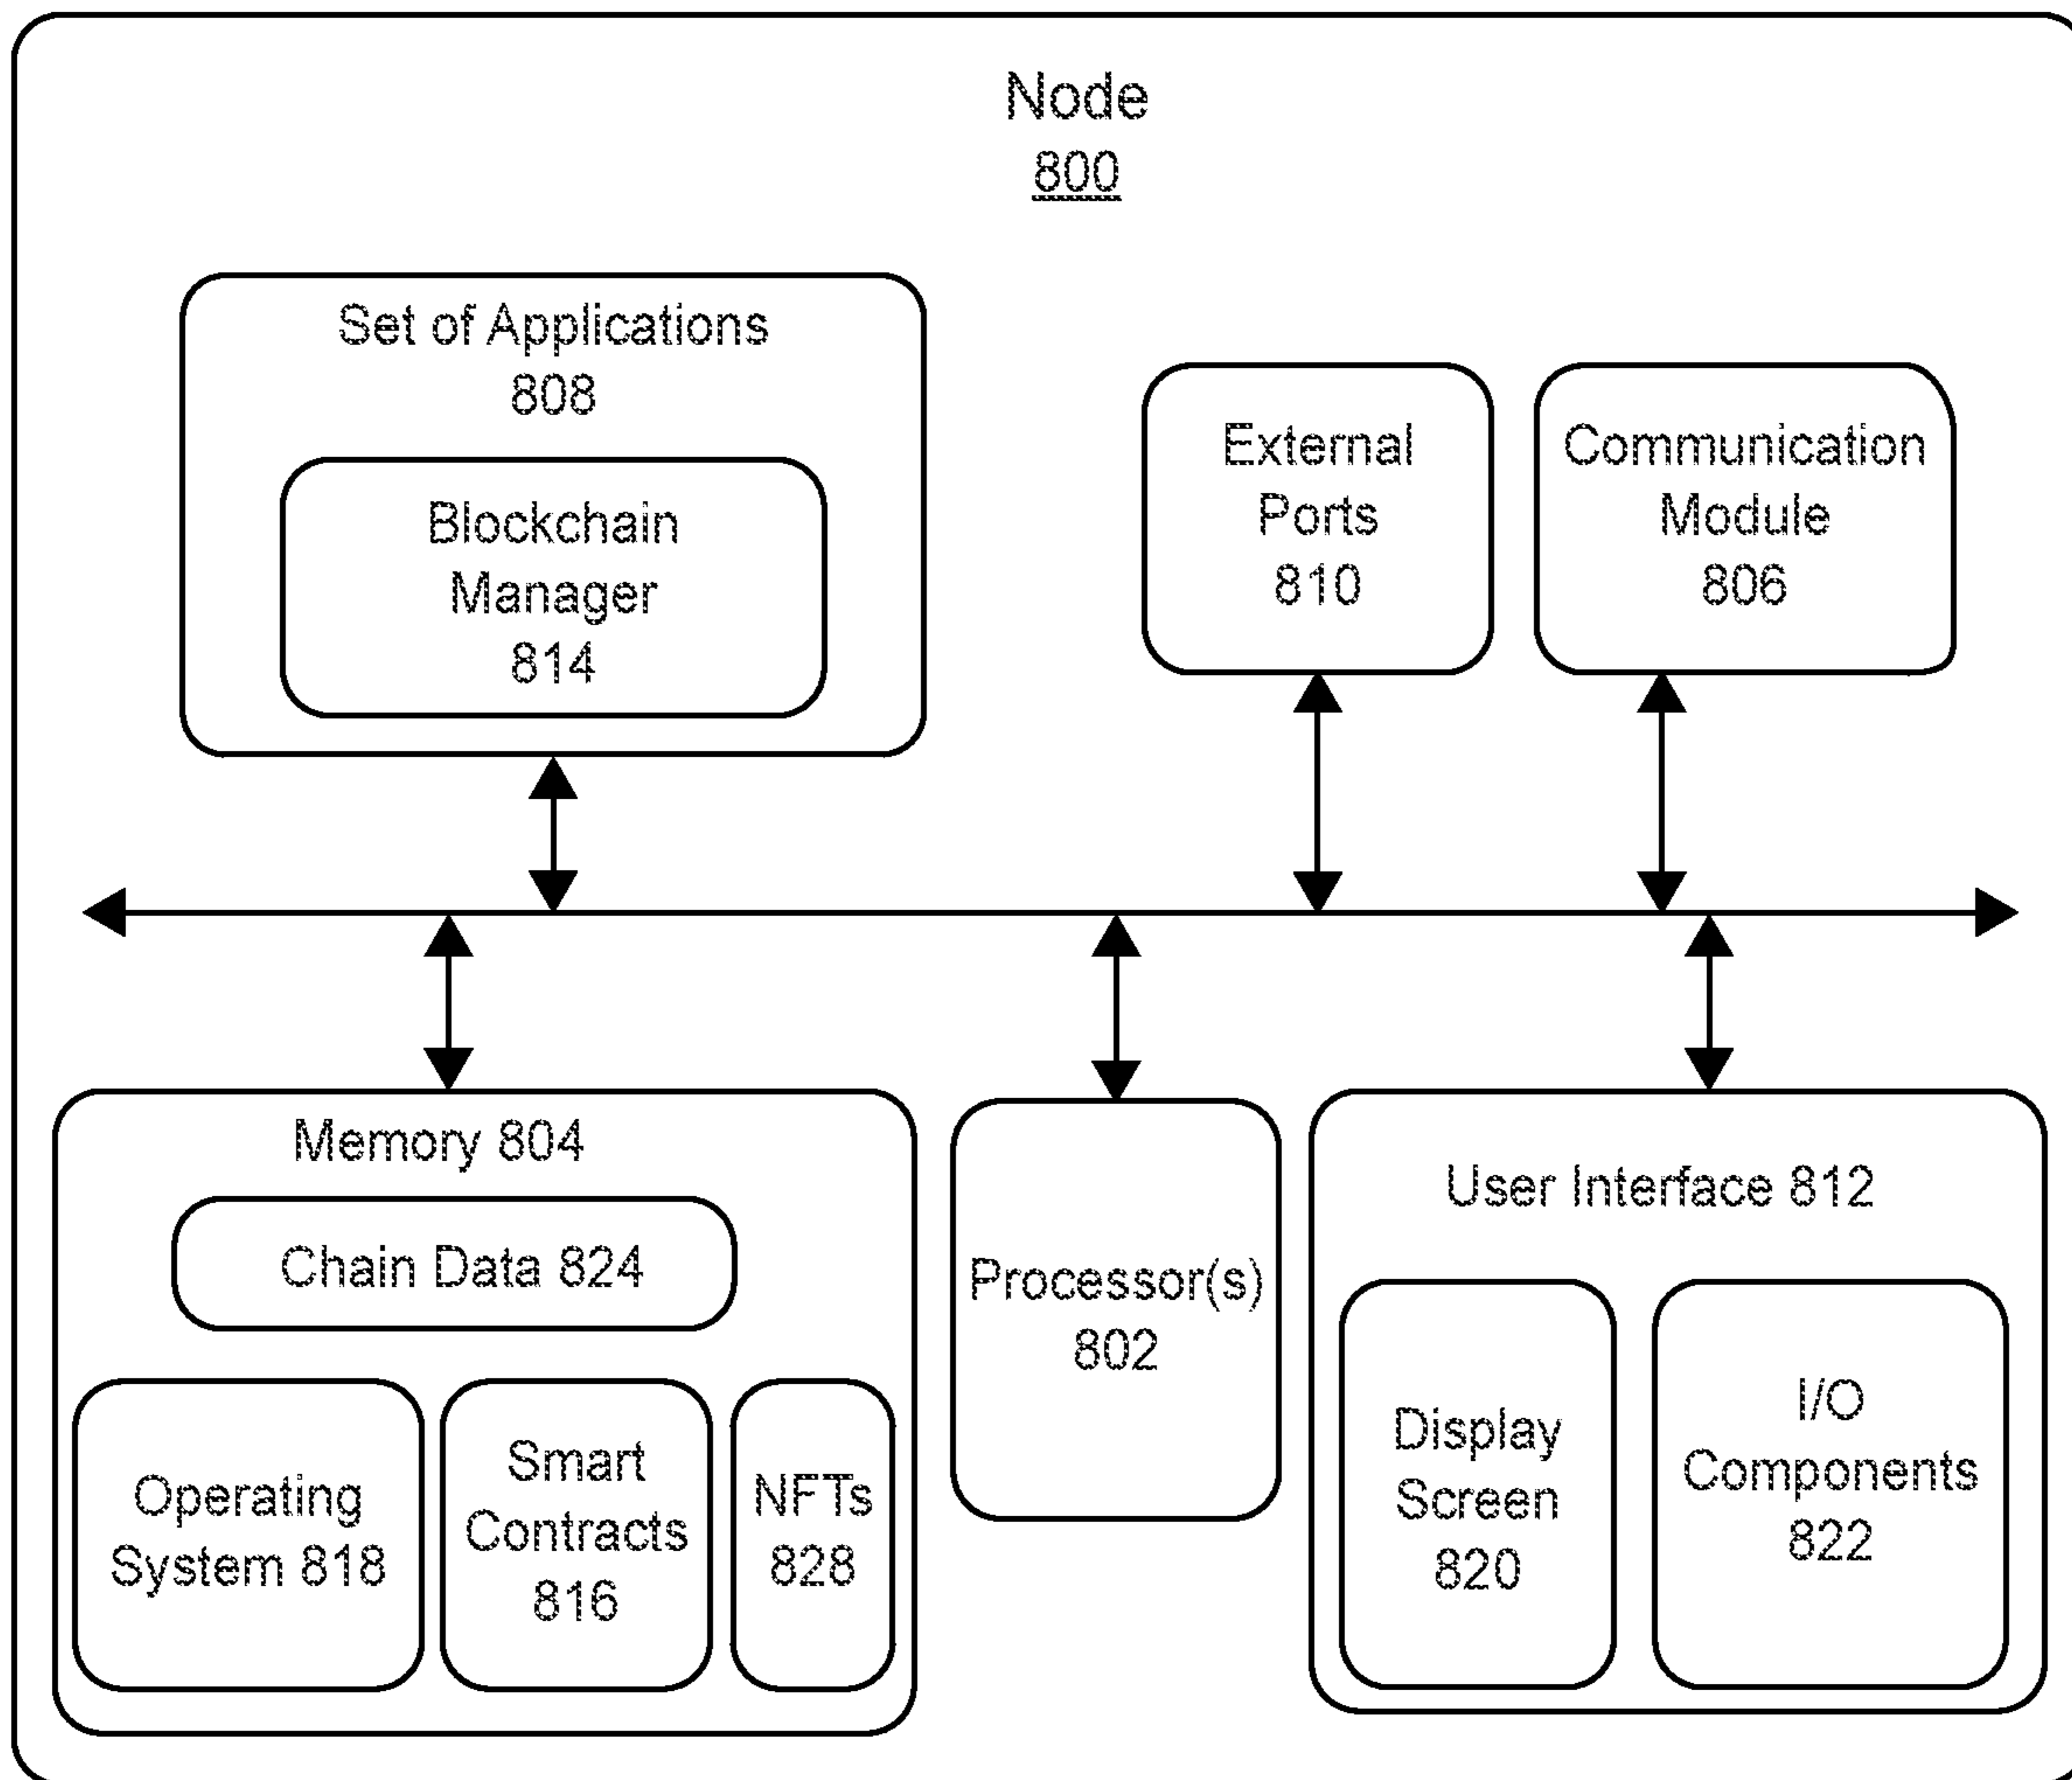 Node
800
Set of Applications
808
Blockchain
Manager
814
External
Ports
810
Communication
Module
806
Memory 804
Chain Data 824
Operating
System 818
Smart
Contracts
816
NFTs
828
Processor(s)
802
User Interface 812
Display
Screen
820
I/O
Components
822